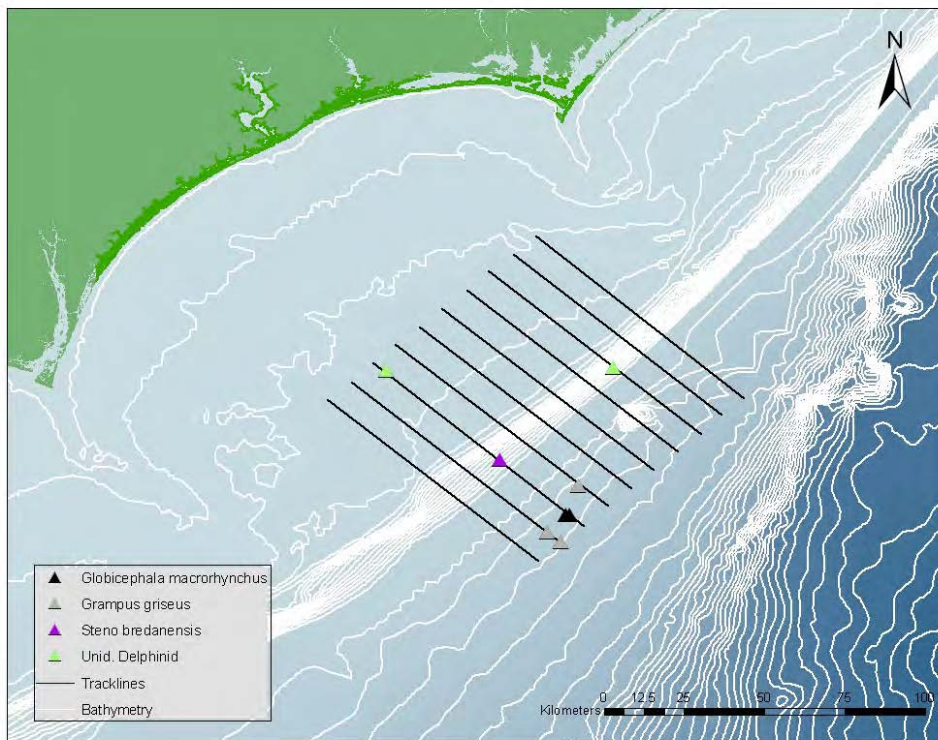 N
Globicephala macrorhynchus
Grampus griseus
Steno bredanensis
Unid. Delphinid
Tracklines
Bathymetry
0 12.5 25 50 75 100
Kilometers